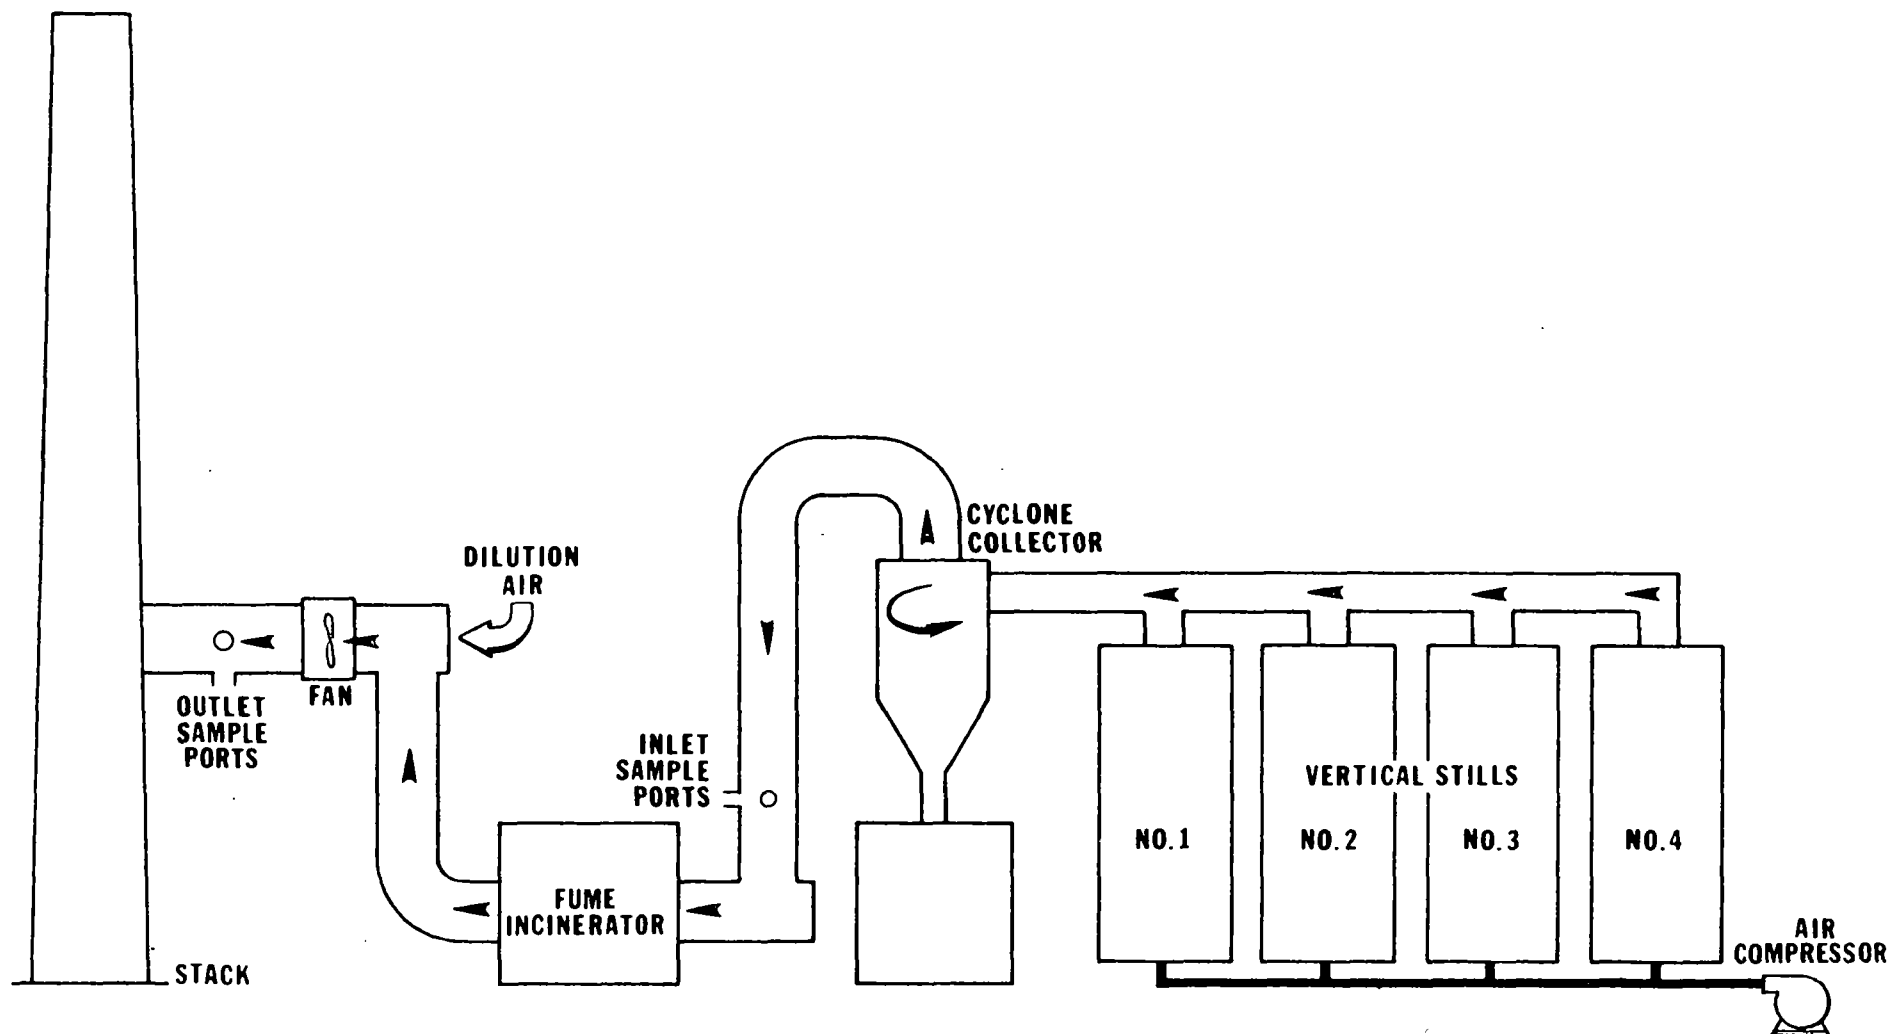 CYCLONE
COLLECTOR
DILUTION
AIR
FAN
OUTLET
SAMPLE
PORTS
INLET
SAMPLE
PORTS
VERTICAL STILLS
NO.1
NO.2
NO.3
NO.4
FUME
INCINERATOR
AIR
COMPRESSOR
STACK